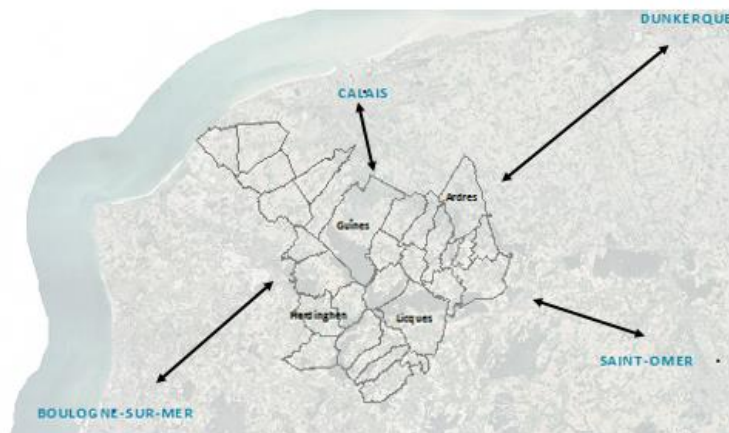 DUNKERQUE
CALAIS
Ardres
Guînes
Hardinghen
Licques
SAINT-OMER
BOULOGNE-SUR-MER